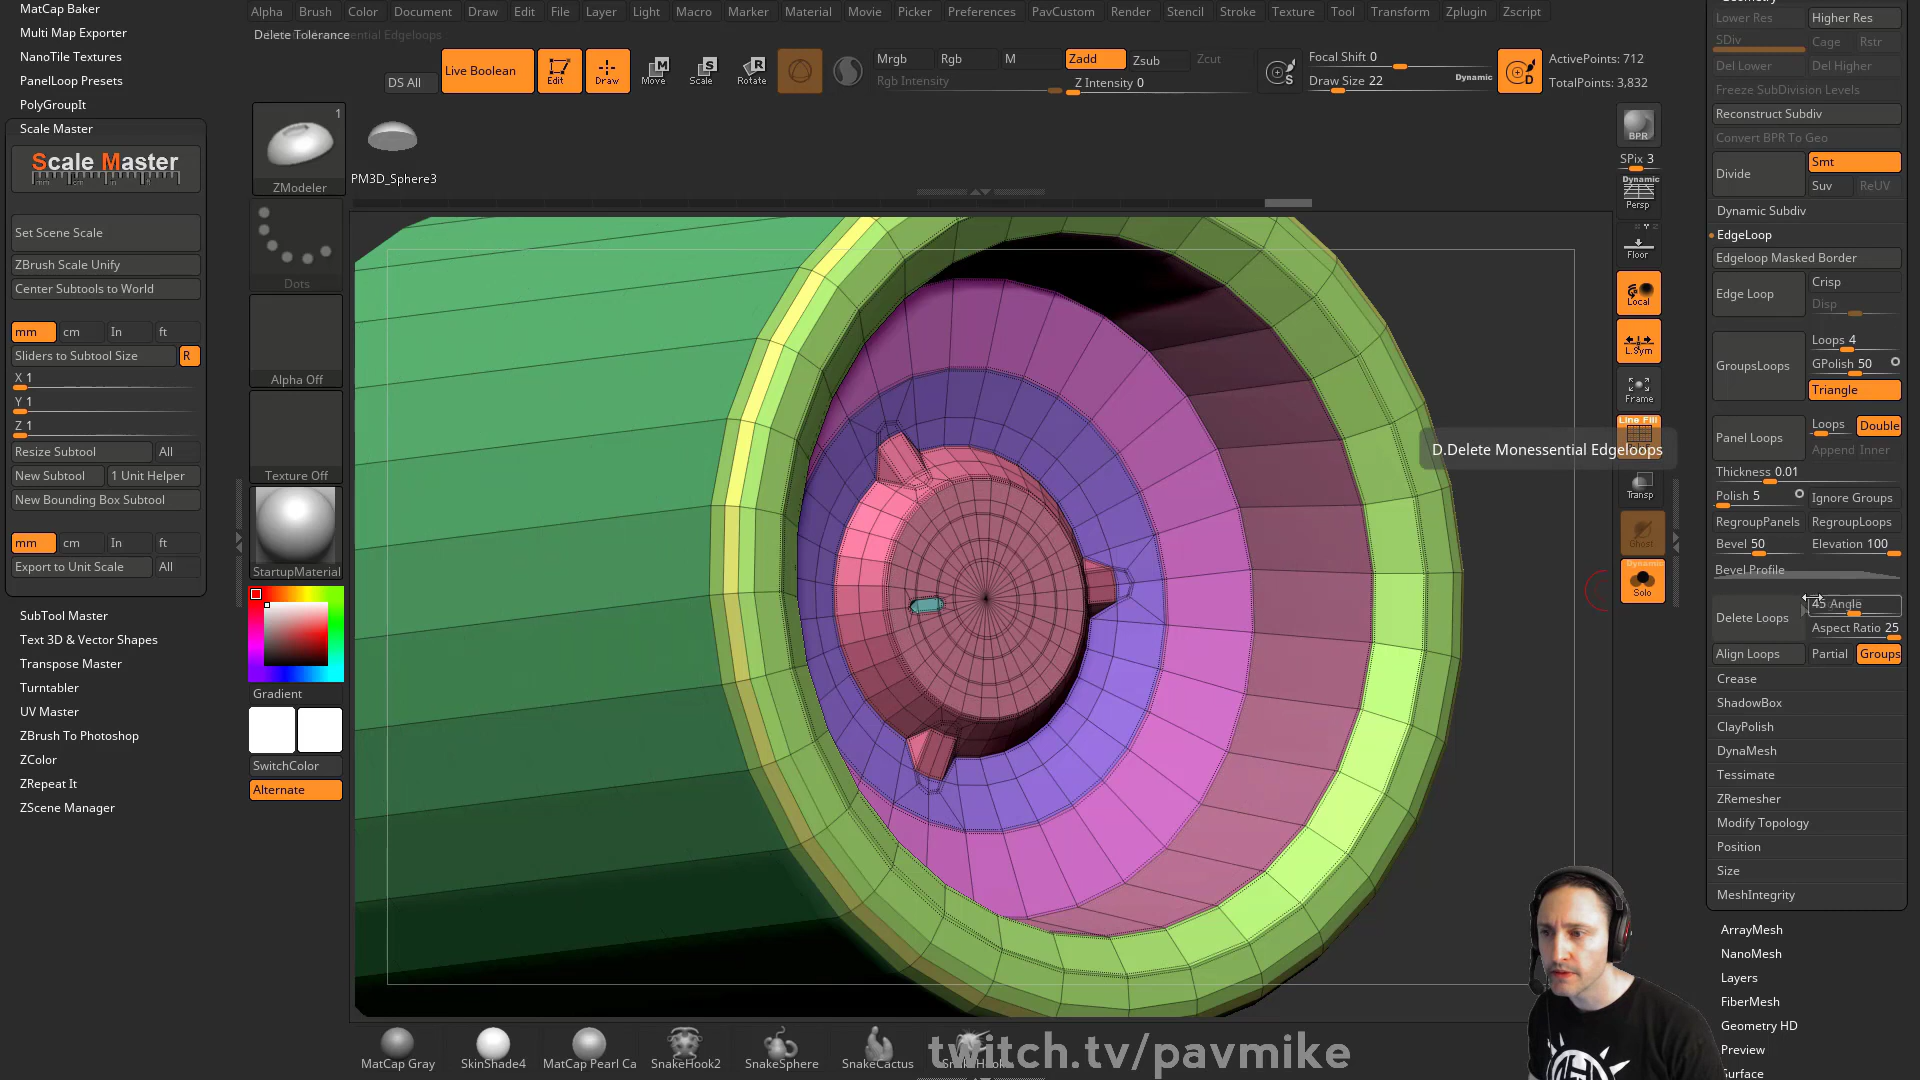 Alpha Brush Color Document Draw Edit File Layer Light Macro Marker Material Movie Picker Preferences PavCustom Render Stencil Stroke Texture Tool Transform Zplugin Zscript
Delete Tolerance
MatCap Baker
Multi Map Exporter
NanoTile Textures
PanelLoop Presets
PolyGroupIt
Scale Master
Scale Master
Set Scene Scale
ZBrush Scale Unify
Center Subtools to World
mm cm In ft
Sliders to Subtool Size R
X 1
Y 1
Z 1
Resize Subtool All
New Subtool 1 Unit Helper
New Bounding Box Subtool
mm cm In ft
Export to Unit Scale All
SubTool Master
Text 3D & Vector Shapes
Transpose Master
Turntabler
UV Master
ZBrush To Photoshop
ZColor
ZRepeat It
ZScene Manager
DS All
Live Boolean
Edit
Draw
Move
Scale
Rotate
Mrgb Rgb M Zadd Zsub Zcut
Rgb Intensity Z Intensity 0
Focal Shift 0
Draw Size 22 Dynamic
ActivePoints: 712
TotalPoints: 3,832
1
ZModeler
PM3D_Sphere3
Dots
Alpha Off
Texture Off
StartupMaterial
Gradient
SwitchColor
Alternate
BPR
SPix 3
Dynamic
Persp
Floor
Local
L.Sym
Frame
Line Fill
Transp
Ghost
Dynamic
Solo
D.Delete Monessential Edgeloops
Lower Res Higher Res
SDiv Cage Rstr
Del Lower Del Higher
Freeze SubDivision Levels
Reconstruct Subdiv
Convert BPR To Geo
Divide Smt
Suv ReUV
Dynamic Subdiv
EdgeLoop
Edgeloop Masked Border
Edge Loop Crisp
Disp
GroupsLoops Loops 4
GPolish 50
Triangle
Panel Loops Loops Double
Append Inner
Thickness 0.01
Polish 5 Ignore Groups
RegroupPanels RegroupLoops
Bevel 50 Elevation 100
Bevel Profile
Delete Loops 45 Angle
Aspect Ratio 25
Align Loops Partial Groups
Crease
ShadowBox
ClayPolish
DynaMesh
Tessimate
ZRemesher
Modify Topology
Position
Size
MeshIntegrity
ArrayMesh
NanoMesh
Layers
FiberMesh
Geometry HD
Preview
Surface
MatCap Gray SkinShade4 MatCap Pearl Ca SnakeHook2 SnakeSphere SnakeCactus
twitch.tv/pavmike